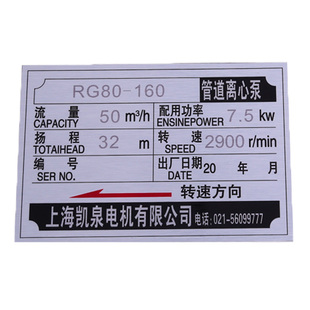 RG80-160 管道离心泵
流量 50 m³/h 配用功率 7.5 kw
CAPACITY ENSINEPOWER
扬程 32 m 转速 2900 r/min
TOTAIHEAD SPEED
编号 出厂日期 20 年 月
SER NO. DATE
转速方向
上海凯泉电机有限公司 电话:021-56099777